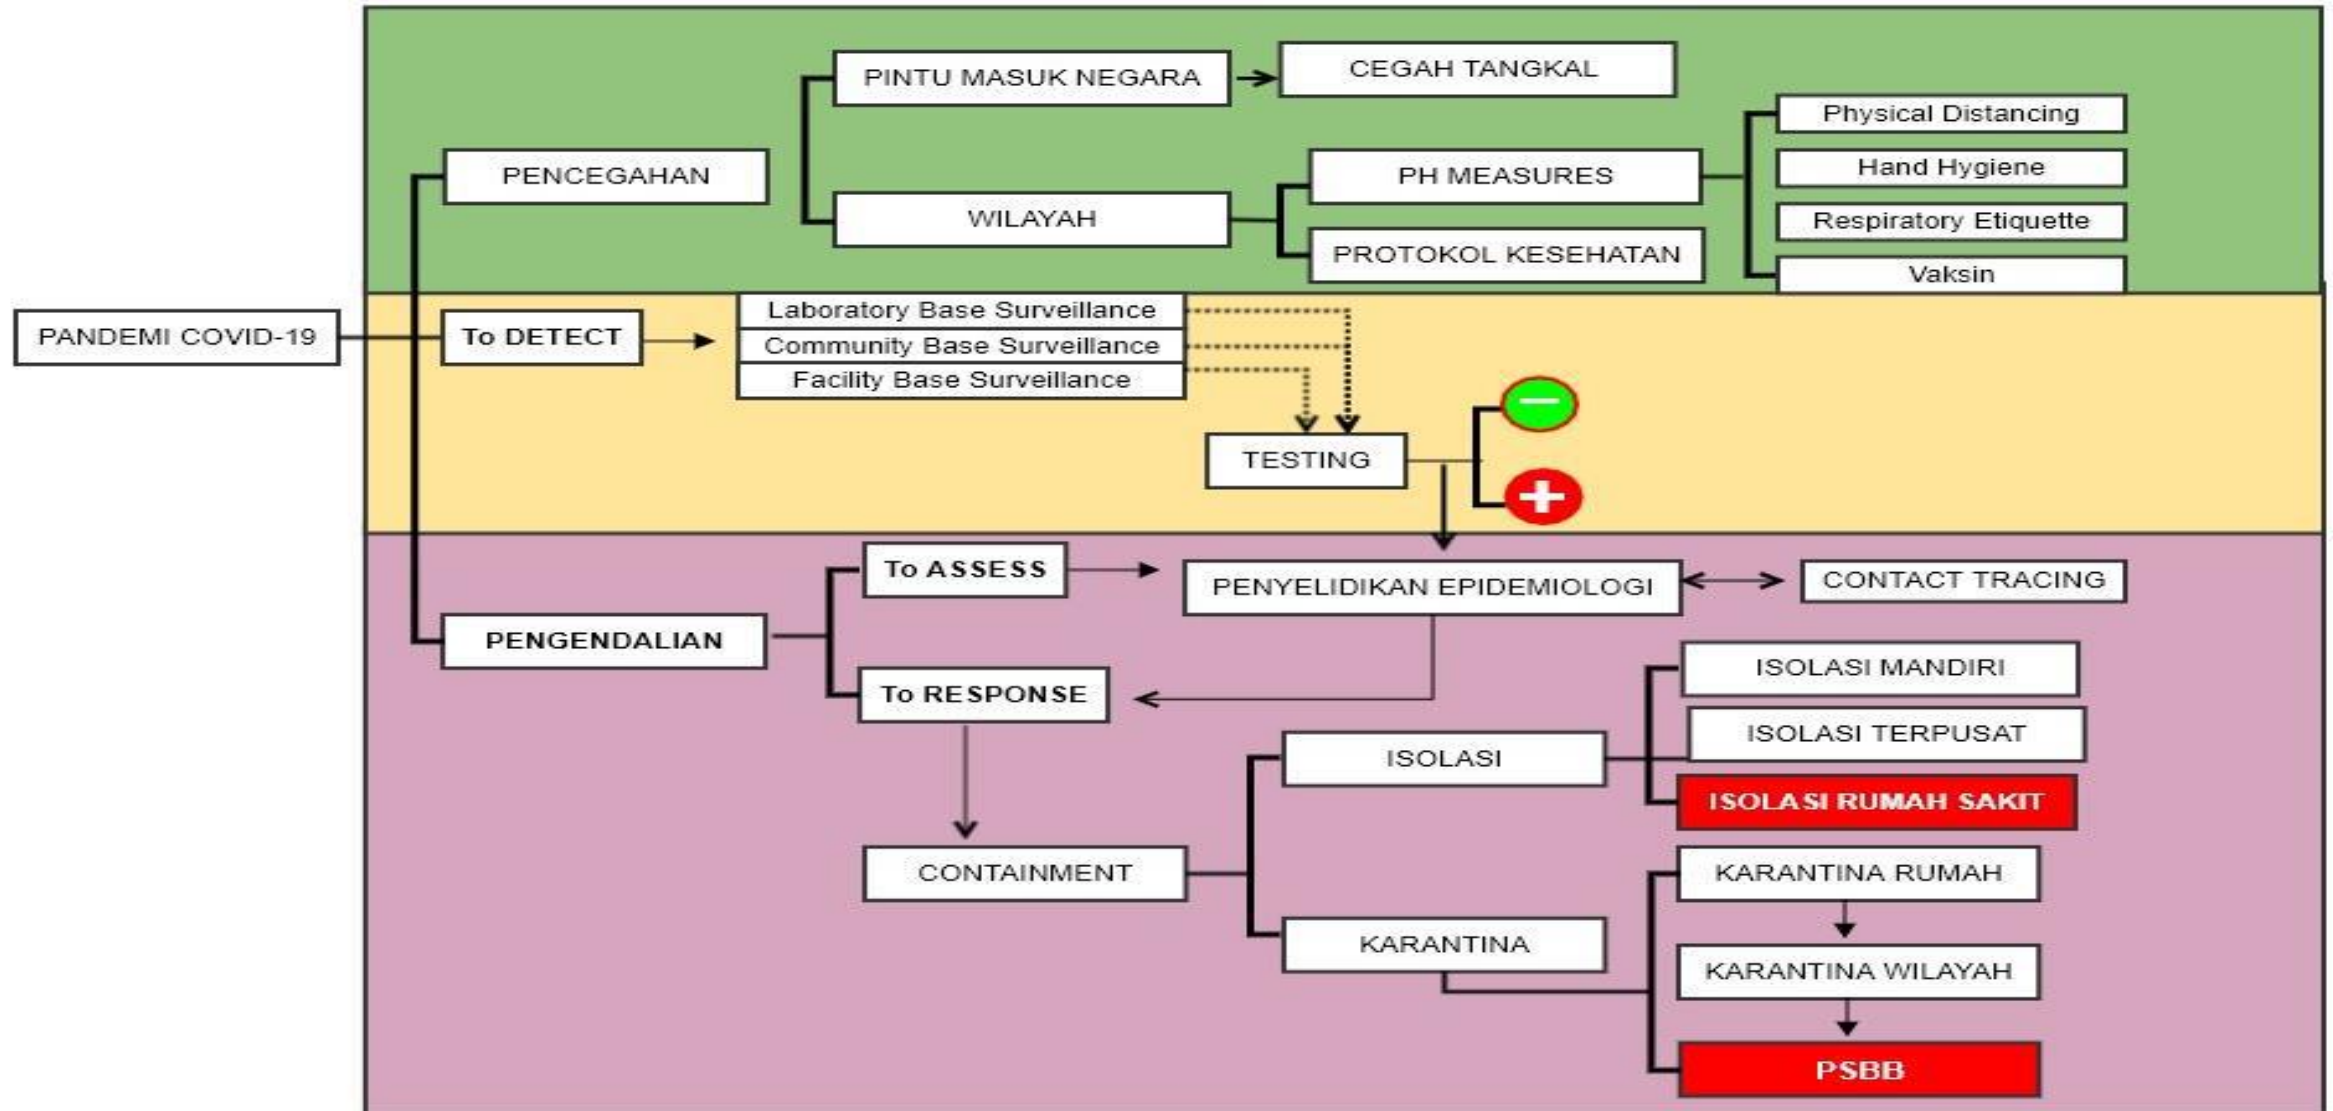 PINTU MASUK NEGARA
CEGAH TANGKAL
PENCEGAHAN
WILAYAH
PH MEASURES
PROTOKOL KESEHATAN
Physical Distancing
Hand Hygiene
Respiratory Etiquette
Vaksin
PANDEMI COVID-19
To DETECT
Laboratory Base Surveillance
Community Base Surveillance
Facility Base Surveillance
TESTING
−
+
To ASSESS
PENYELIDIKAN EPIDEMIOLOGI
CONTACT TRACING
PENGENDALIAN
To RESPONSE
ISOLASI MANDIRI
ISOLASI
ISOLASI TERPUSAT
ISOLASI RUMAH SAKIT
CONTAINMENT
KARANTINA RUMAH
KARANTINA
KARANTINA WILAYAH
PSBB